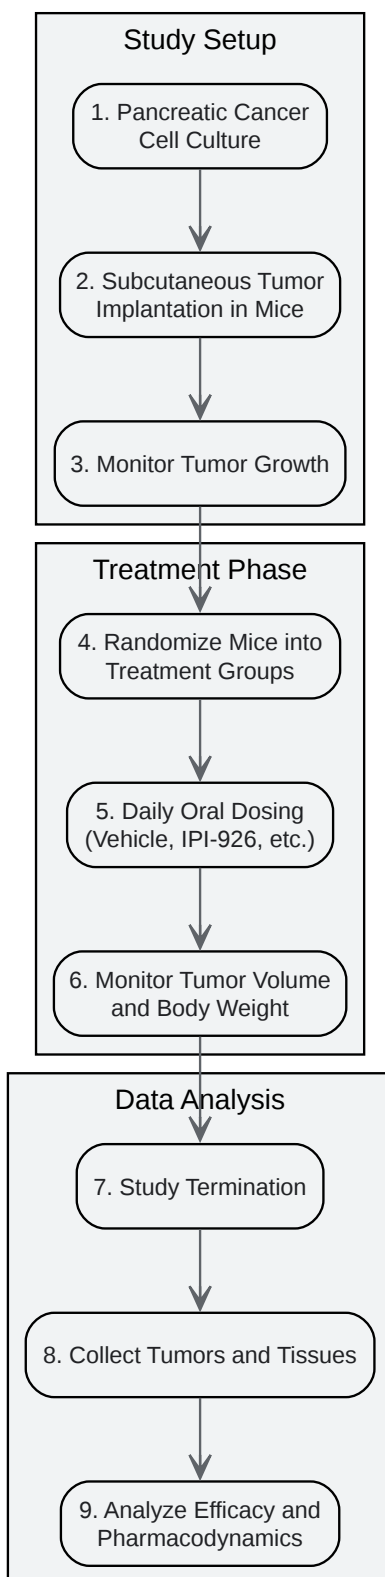 Study Setup
1. Pancreatic Cancer
Cell Culture
2. Subcutaneous Tumor
Implantation in Mice
3. Monitor Tumor Growth
Treatment Phase
4. Randomize Mice into
Treatment Groups
5. Daily Oral Dosing
(Vehicle, IPI-926, etc.)
6. Monitor Tumor Volume
and Body Weight
Data Analysis
7. Study Termination
8. Collect Tumors and Tissues
9. Analyze Efficacy and
Pharmacodynamics